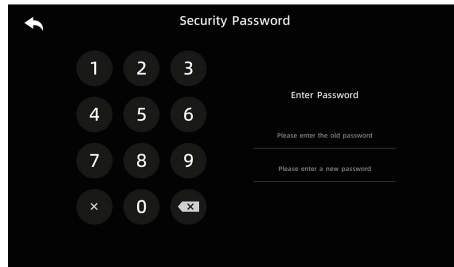 Security Password
1 2 3
4 5 6
7 8 9
× 0
Enter Password
Please enter the old password
Please enter a new password